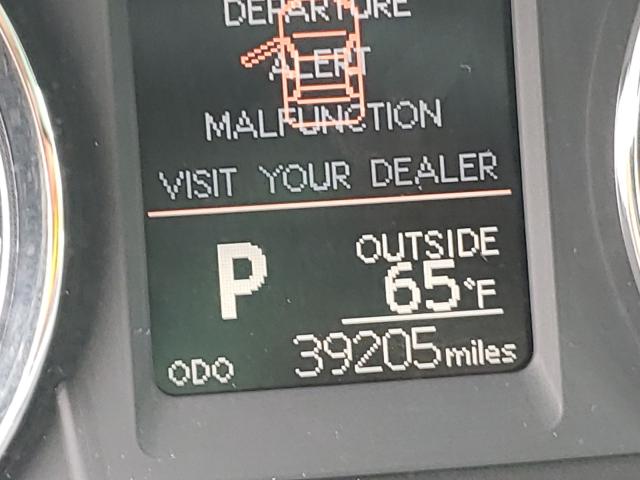 DEPARTURE
ALERT
MALFUNCTION
VISIT YOUR DEALER
P
OUTSIDE
65°F
ODO 39205 miles